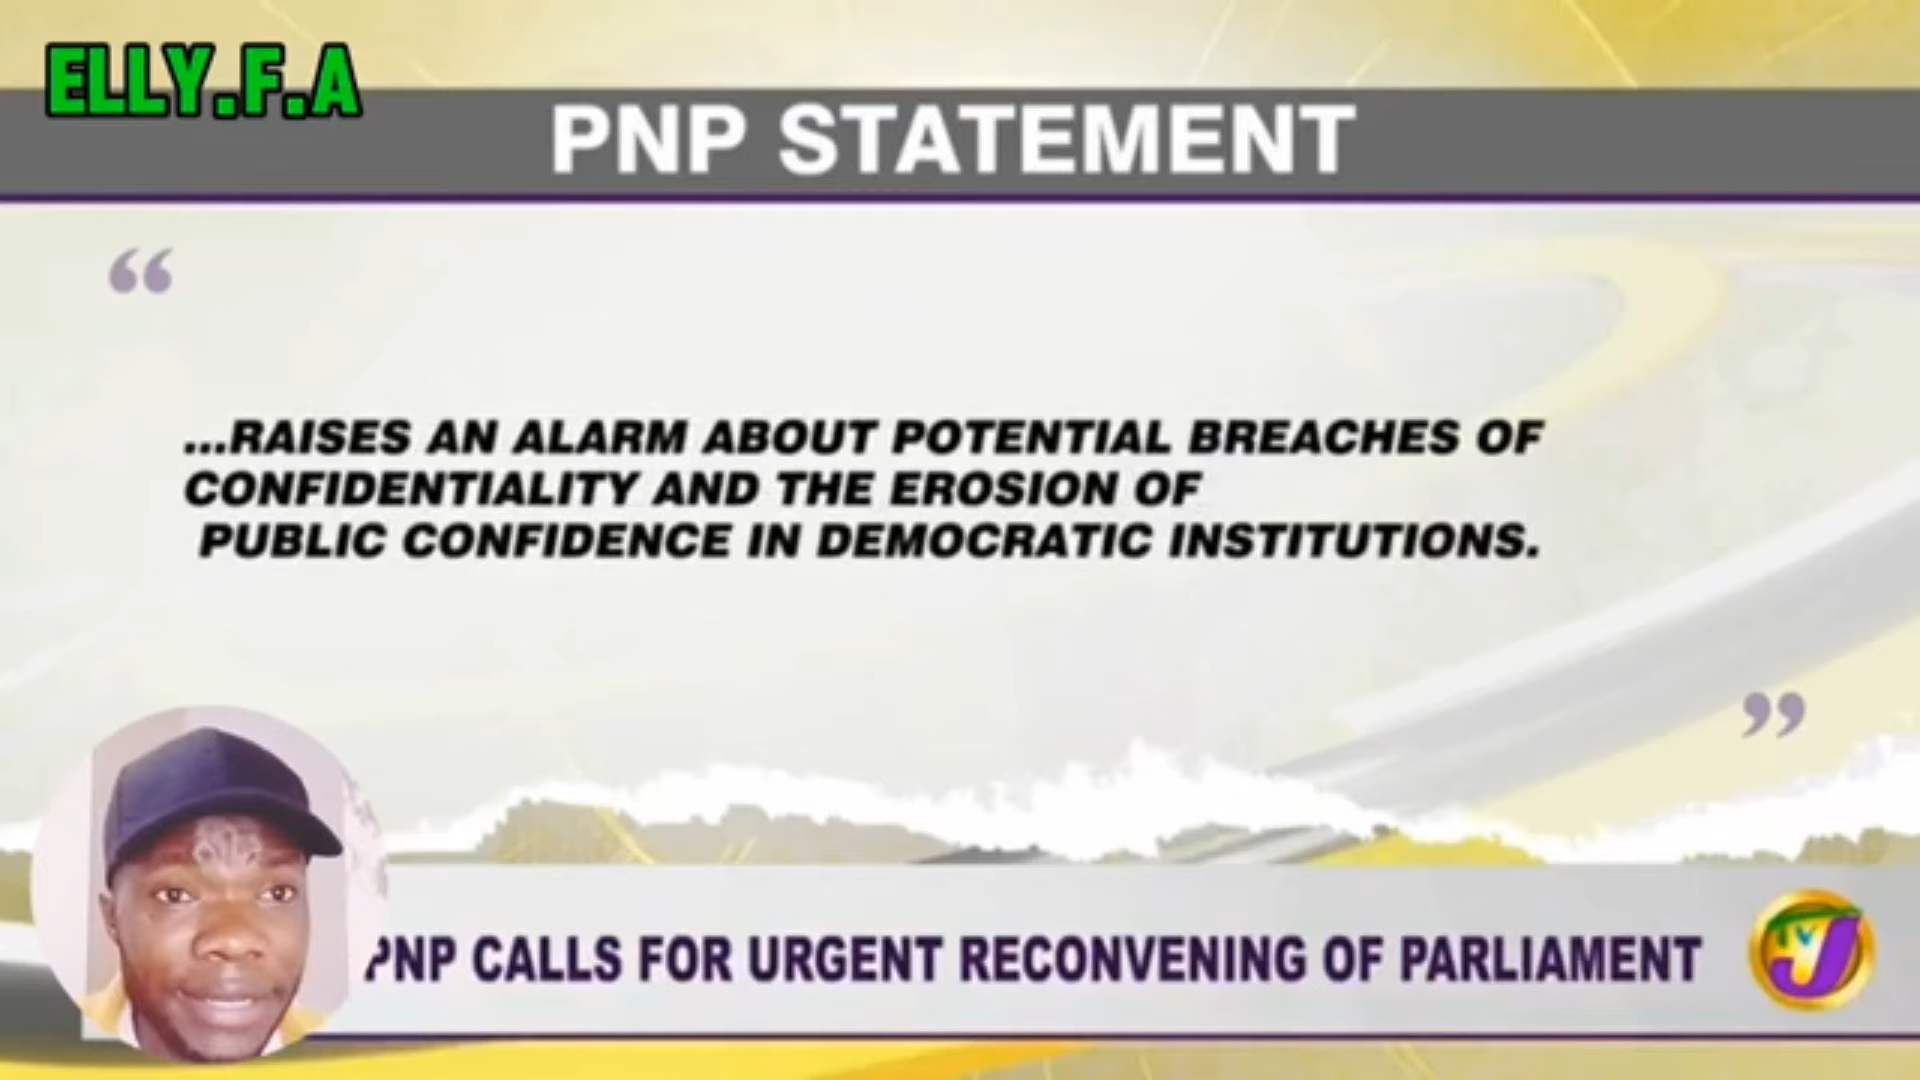 ELLY.F.A
PNP STATEMENT
“
...RAISES AN ALARM ABOUT POTENTIAL BREACHES OF
CONFIDENTIALITY AND THE EROSION OF
PUBLIC CONFIDENCE IN DEMOCRATIC INSTITUTIONS.
”
PNP CALLS FOR URGENT RECONVENING OF PARLIAMENT
TVJ